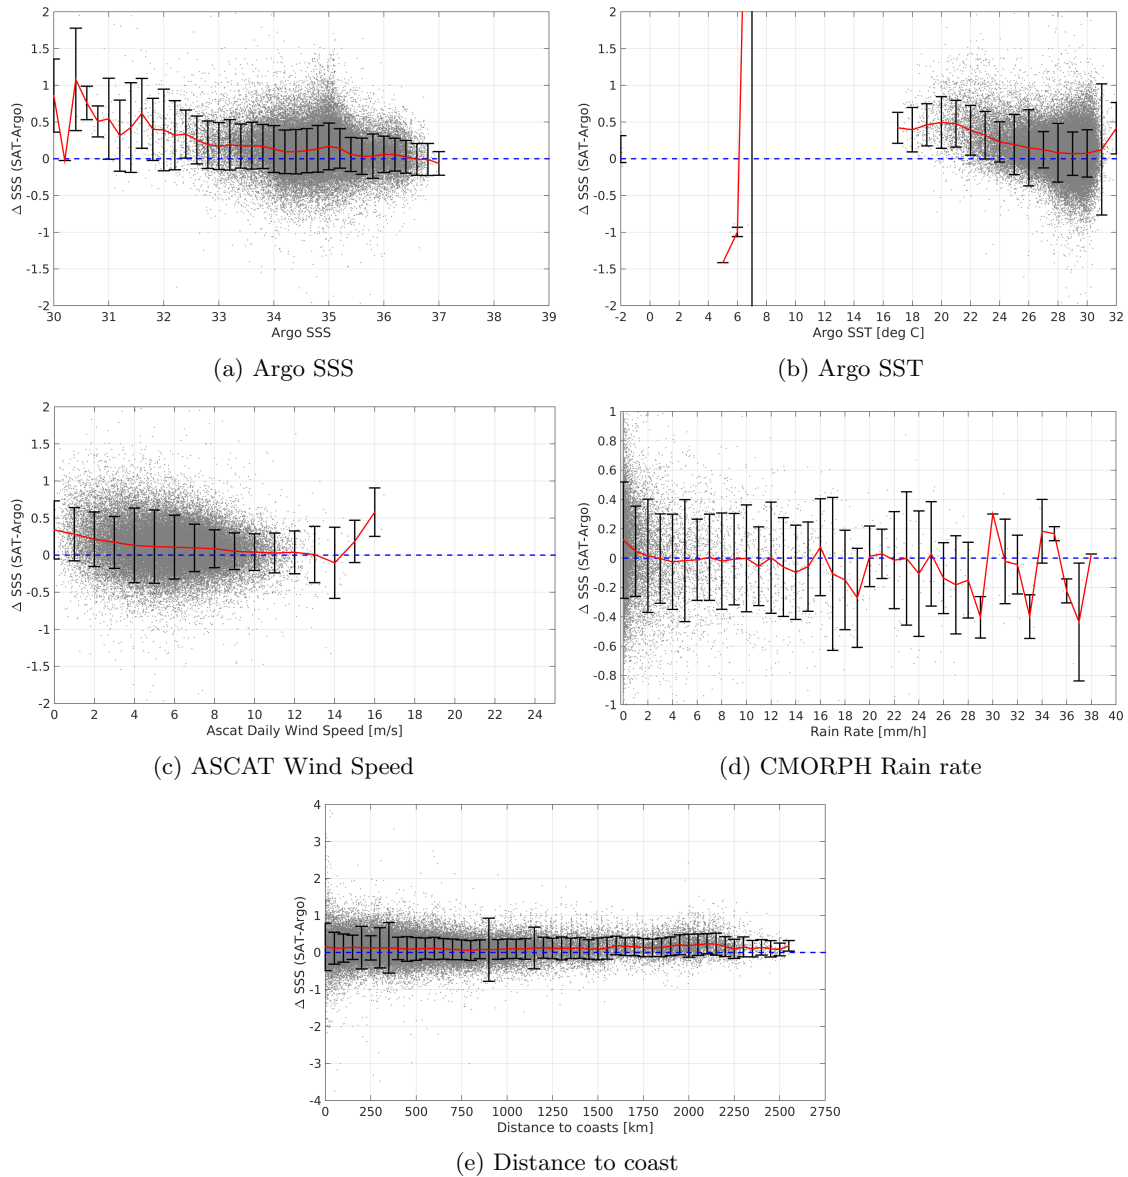 2
1.5
1
0.5
0
-0.5
-1
-1.5
-2
Δ SSS (SAT-Argo)
30 31 32 33 34 35 36 37 38 39
Argo SSS
(a) Argo SSS
2
1.5
1
0.5
0
-0.5
-1
-1.5
-2
Δ SSS (SAT-Argo)
-2 0 2 4 6 8 10 12 14 16 18 20 22 24 26 28 30 32
Argo SST [deg C]
(b) Argo SST
2
1.5
1
0.5
0
-0.5
-1
-1.5
-2
Δ SSS (SAT-Argo)
0 2 4 6 8 10 12 14 16 18 20 22 24
Ascat Daily Wind Speed [m/s]
(c) ASCAT Wind Speed
1
0.8
0.6
0.4
0.2
0
-0.2
-0.4
-0.6
-0.8
-1
Δ SSS (SAT-Argo)
0 2 4 6 8 10 12 14 16 18 20 22 24 26 28 30 32 34 36 38 40
Rain Rate [mm/h]
(d) CMORPH Rain rate
4
3
2
1
0
-1
-2
-3
-4
Δ SSS (SAT-Argo)
0 250 500 750 1000 1250 1500 1750 2000 2250 2500 2750
Distance to coasts [km]
(e) Distance to coast